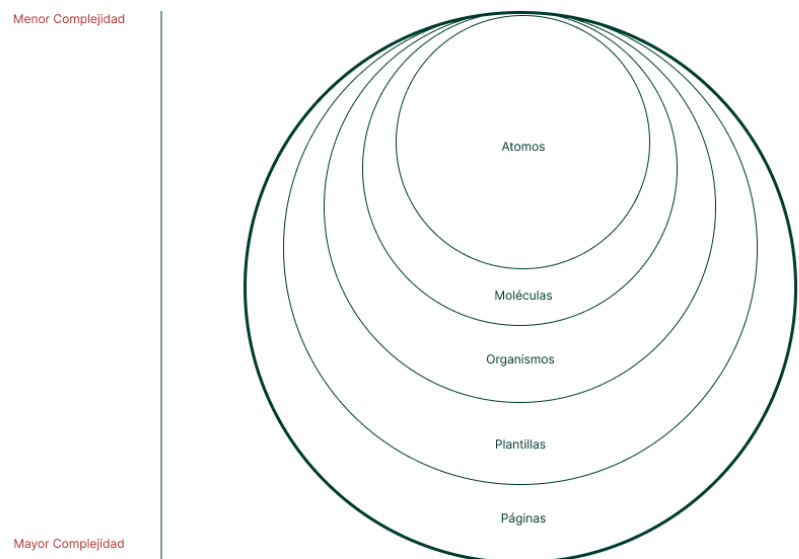 Menor Complejidad
Atomos
Moléculas
Organismos
Plantillas
Páginas
Mayor Complejidad